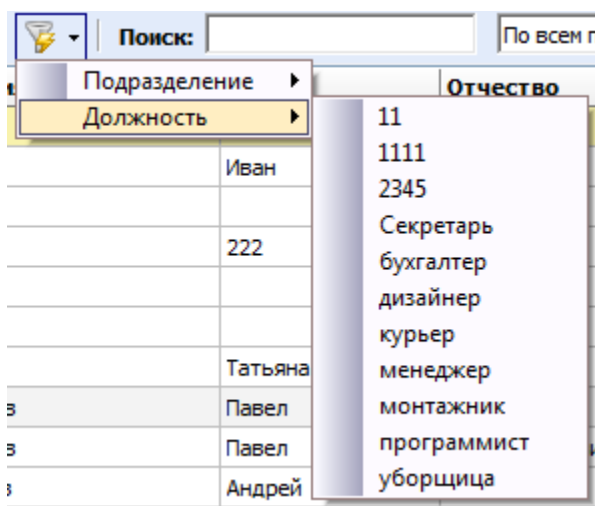 Поиск: По всем п
Подразделение
Отчество
Должность
11
1111
2345
Секретарь
бухгалтер
дизайнер
курьер
менеджер
монтажник
программист
уборщица
Иван
222
Татьяна
в Павел
в Павел
Андрей